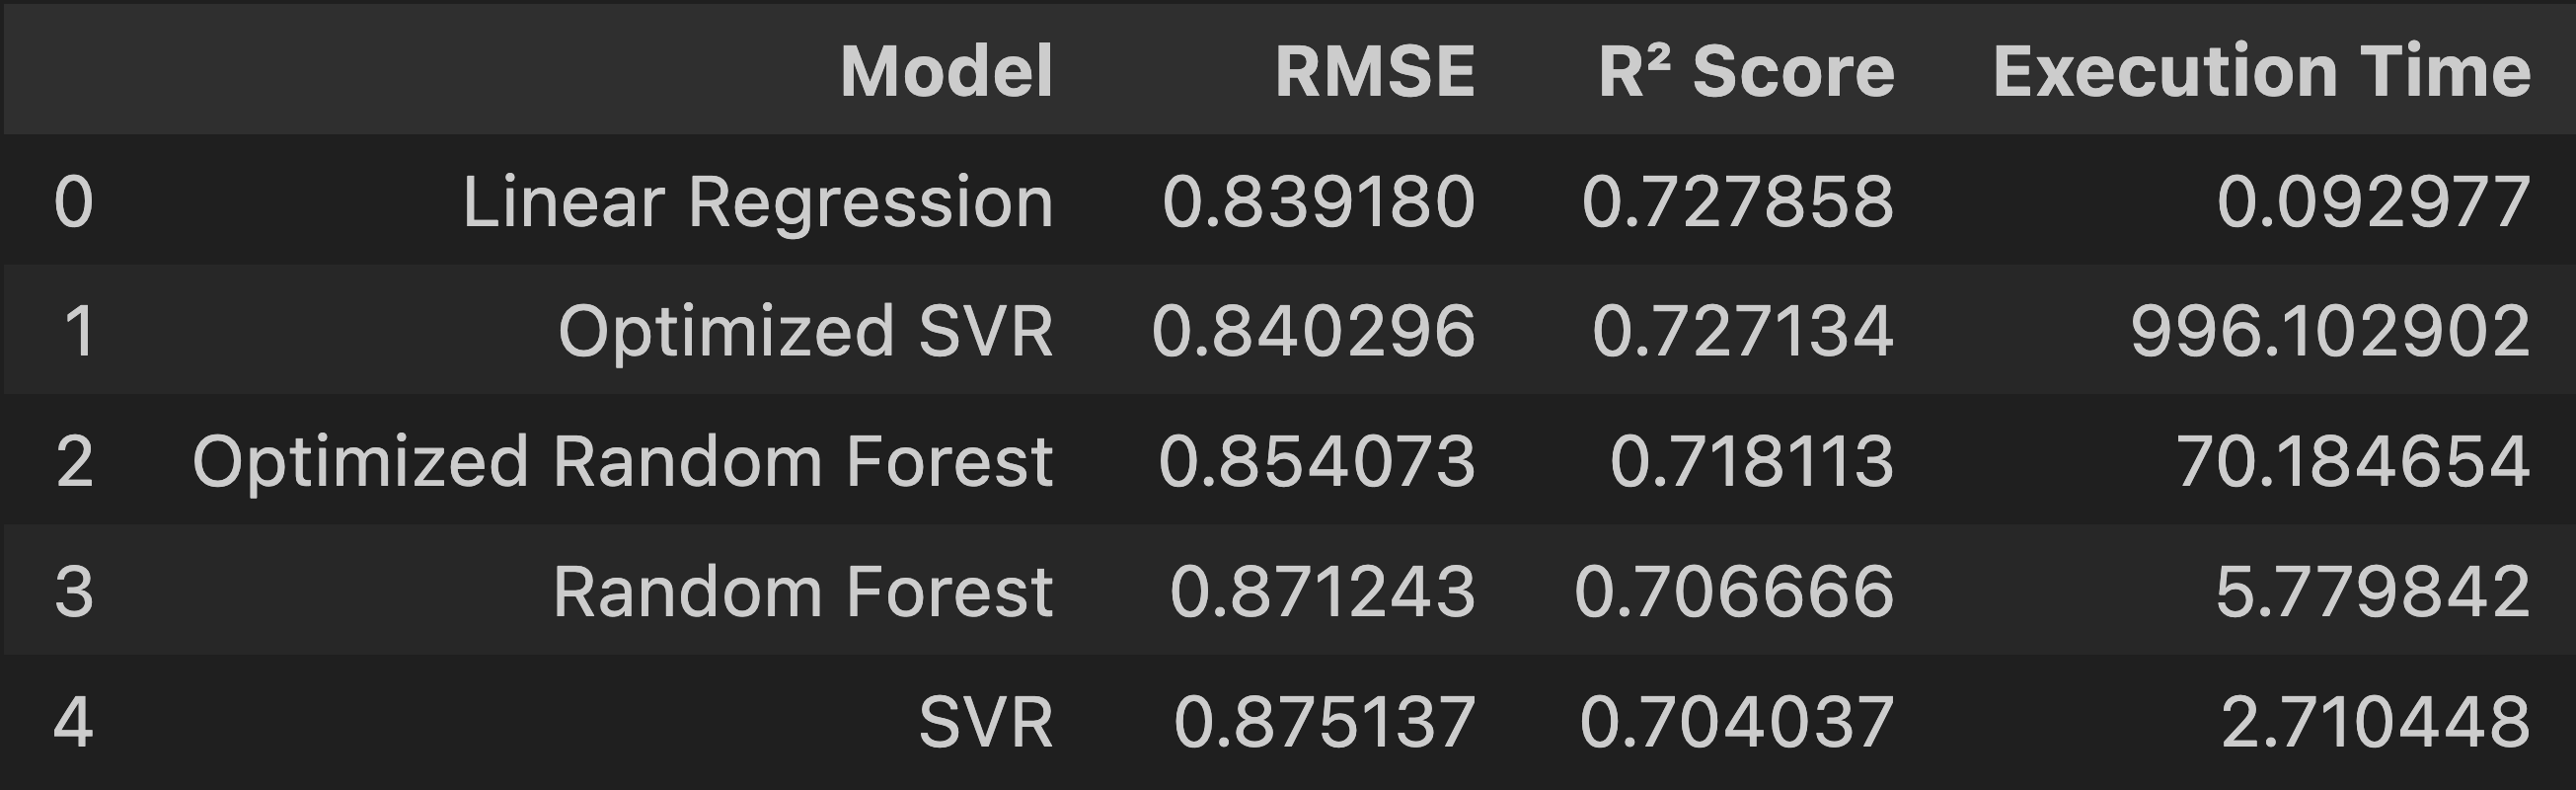 Model RMSE R² Score Execution Time
0 Linear Regression 0.839180 0.727858 0.092977
1 Optimized SVR 0.840296 0.727134 996.102902
2 Optimized Random Forest 0.854073 0.718113 70.184654
3 Random Forest 0.871243 0.706666 5.779842
4 SVR 0.875137 0.704037 2.710448